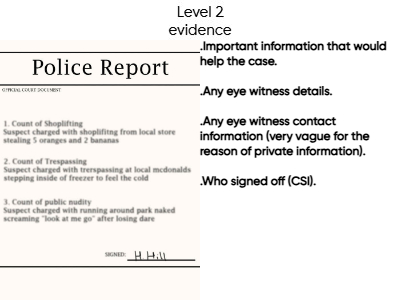 Level 2
evidence
Police Report
OFFICIAL COURT DOCUMENT
1. Count of Shoplifting
Suspect charged with shoplifitng from local store
stealing 5 oranges and 2 bananas
2. Count of Trespassing
Suspect charged with trerspassing at local mcdonalds
stepping inside of freezer to feel the cold
3. Count of public nudity
Suspect charged with running around park naked
screaming "look at me go" after losing dare
SIGNED: H Hill
.Important information that would
help the case.
.Any eye witness details.
.Any eye witness contact
information (very vague for the
reason of private information).
.Who signed off (CSI).